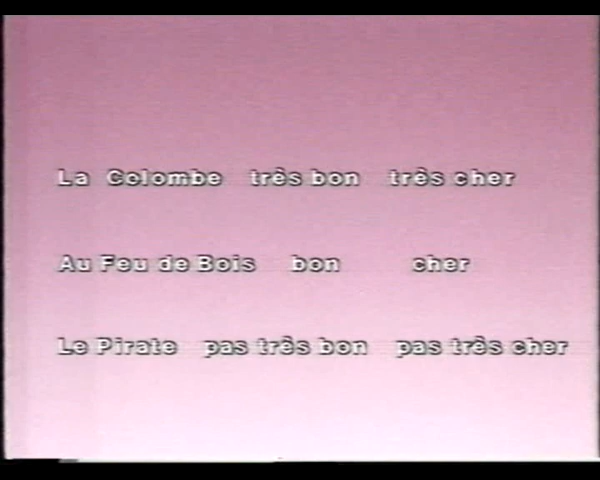 La Colombe très bon très cher
Au Feu de Bois bon cher
Le Pirate pas très bon pas très cher